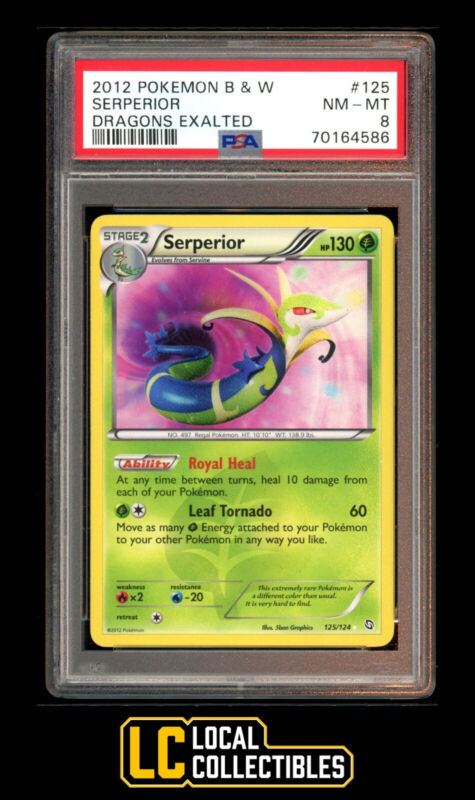 2012 POKEMON B & W #125
SERPERIOR NM - MT
DRAGONS EXALTED 8
PSA 70164586
STAGE2 Serperior HP130
Evolves from Servine
NO. 497 Regal Pokémon HT. 10'10" WT. 138.9 lbs.
Ability Royal Heal
At any time between turns, heal 10 damage from
each of your Pokémon.
Leaf Tornado 60
Move as many Energy attached to your Pokémon
to your other Pokémon in any way you like.
weakness resistance
×2 -20
retreat
This extremely rare Pokémon is
a different color than usual.
It is very hard to find.
©2012 Pokémon Illus. 5ban Graphics 125/124
LC LOCAL
COLLECTIBLES